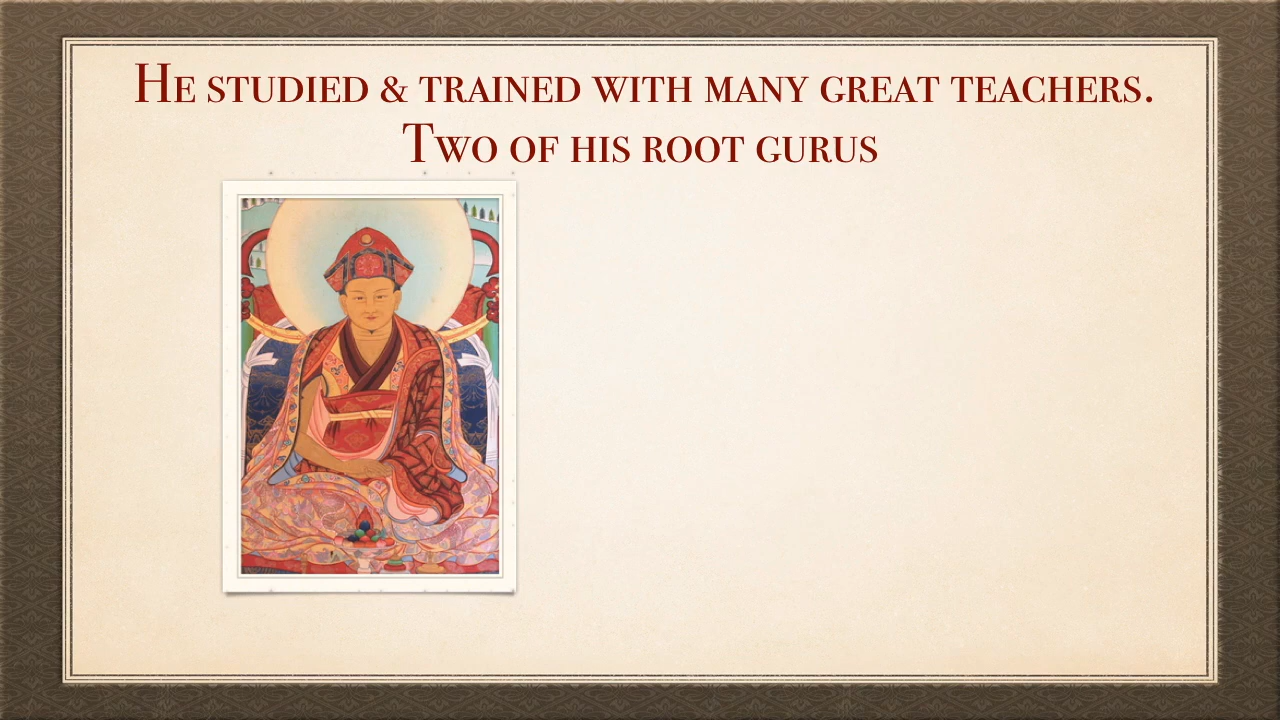 He studied & trained with many great teachers.
Two of his root gurus